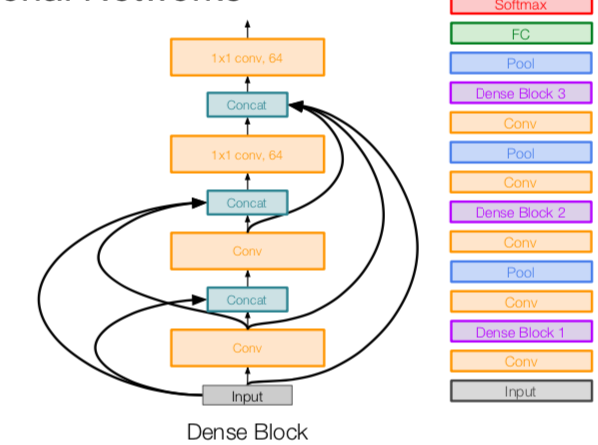 1x1 conv, 64
Concat
1x1 conv, 64
Concat
Conv
Concat
Conv
Input
Dense Block
Softmax
FC
Pool
Dense Block 3
Conv
Pool
Conv
Dense Block 2
Conv
Pool
Conv
Dense Block 1
Conv
Input